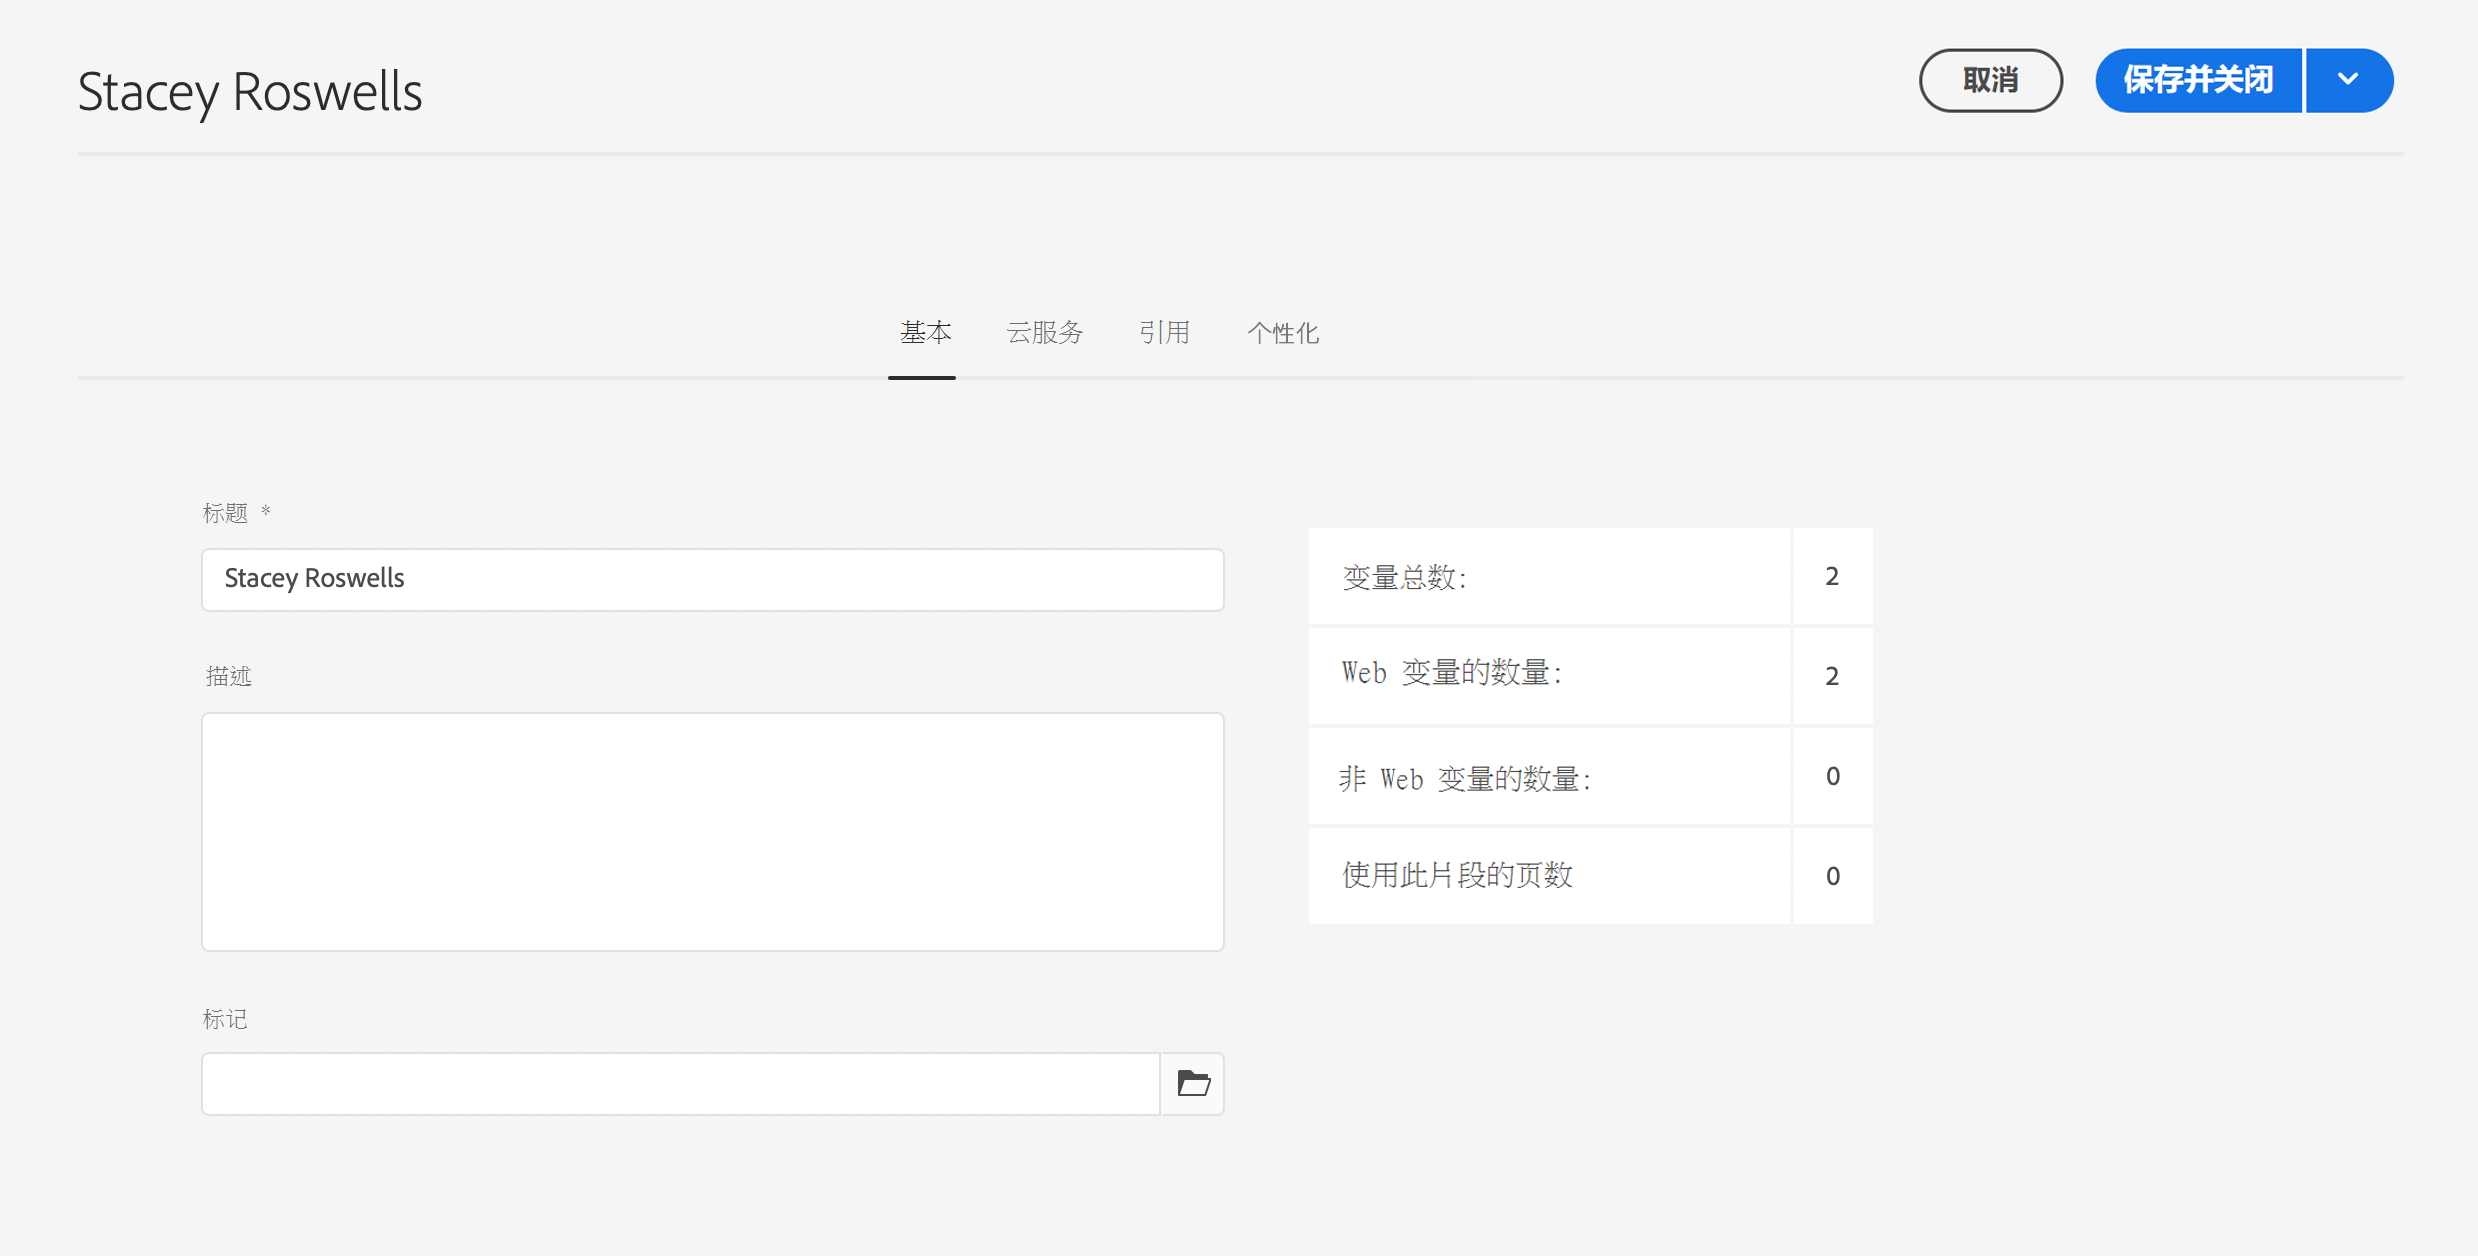 Stacey Roswells
取消
保存并关闭
基本
云服务
引用
个性化
标题 *
Stacey Roswells
描述
标记
变量总数: 2
Web 变量的数量: 2
非 Web 变量的数量: 0
使用此片段的页数 0